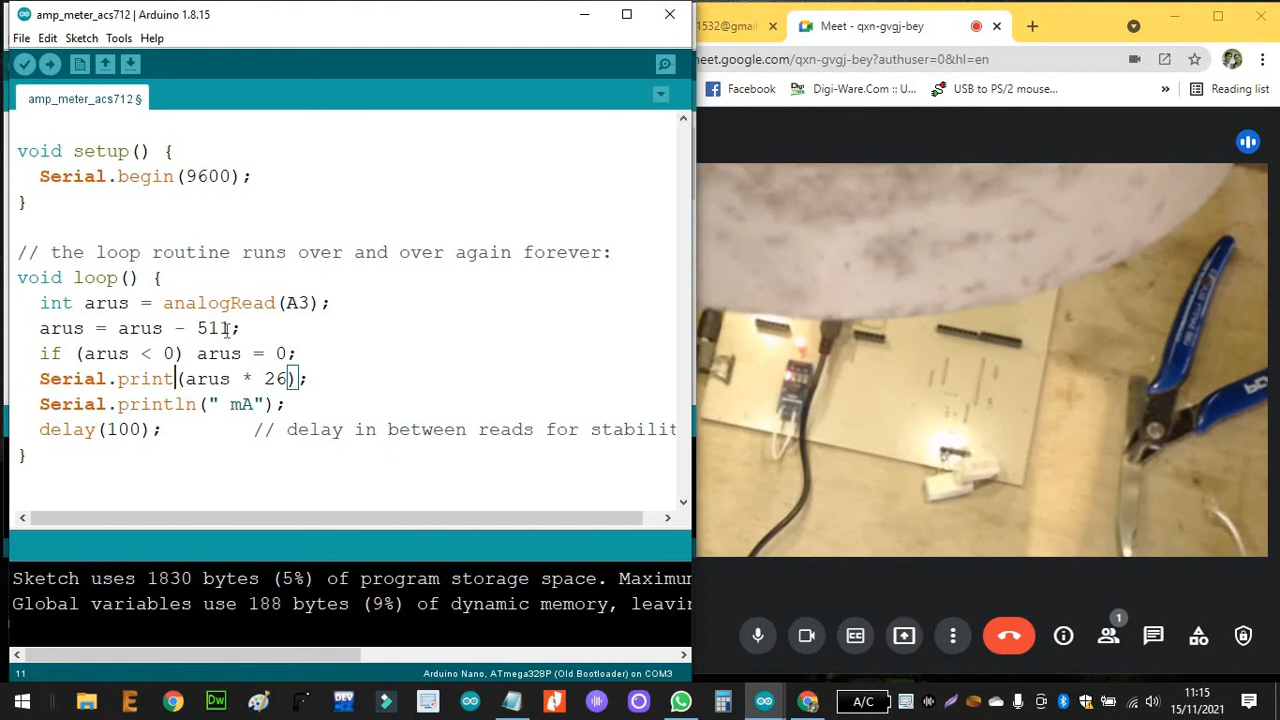 amp_meter_acs712 | Arduino 1.8.15
File Edit Sketch Tools Help
amp_meter_acs712 §
void setup() {
Serial.begin(9600);
}
// the loop routine runs over and over again forever:
void loop() {
int arus = analogRead(A3);
arus = arus - 511;
if (arus < 0) arus = 0;
Serial.print(arus * 26);
Serial.println(" mA");
delay(100); // delay in between reads for stabilit
}
Sketch uses 1830 bytes (5%) of program storage space. Maximum
Global variables use 188 bytes (9%) of dynamic memory, leavin
11
Arduino Nano, ATmega328P (Old Bootloader) on COM3
1532@gmail
Meet - qxn-gvgj-bey
meet.google.com/qxn-gvgj-bey?authuser=0&hl=en
Facebook
Digi-Ware.Com :: U...
USB to PS/2 mouse...
»
Reading list
CC
1
Dw
DEV
A/C
11:15
15/11/2021